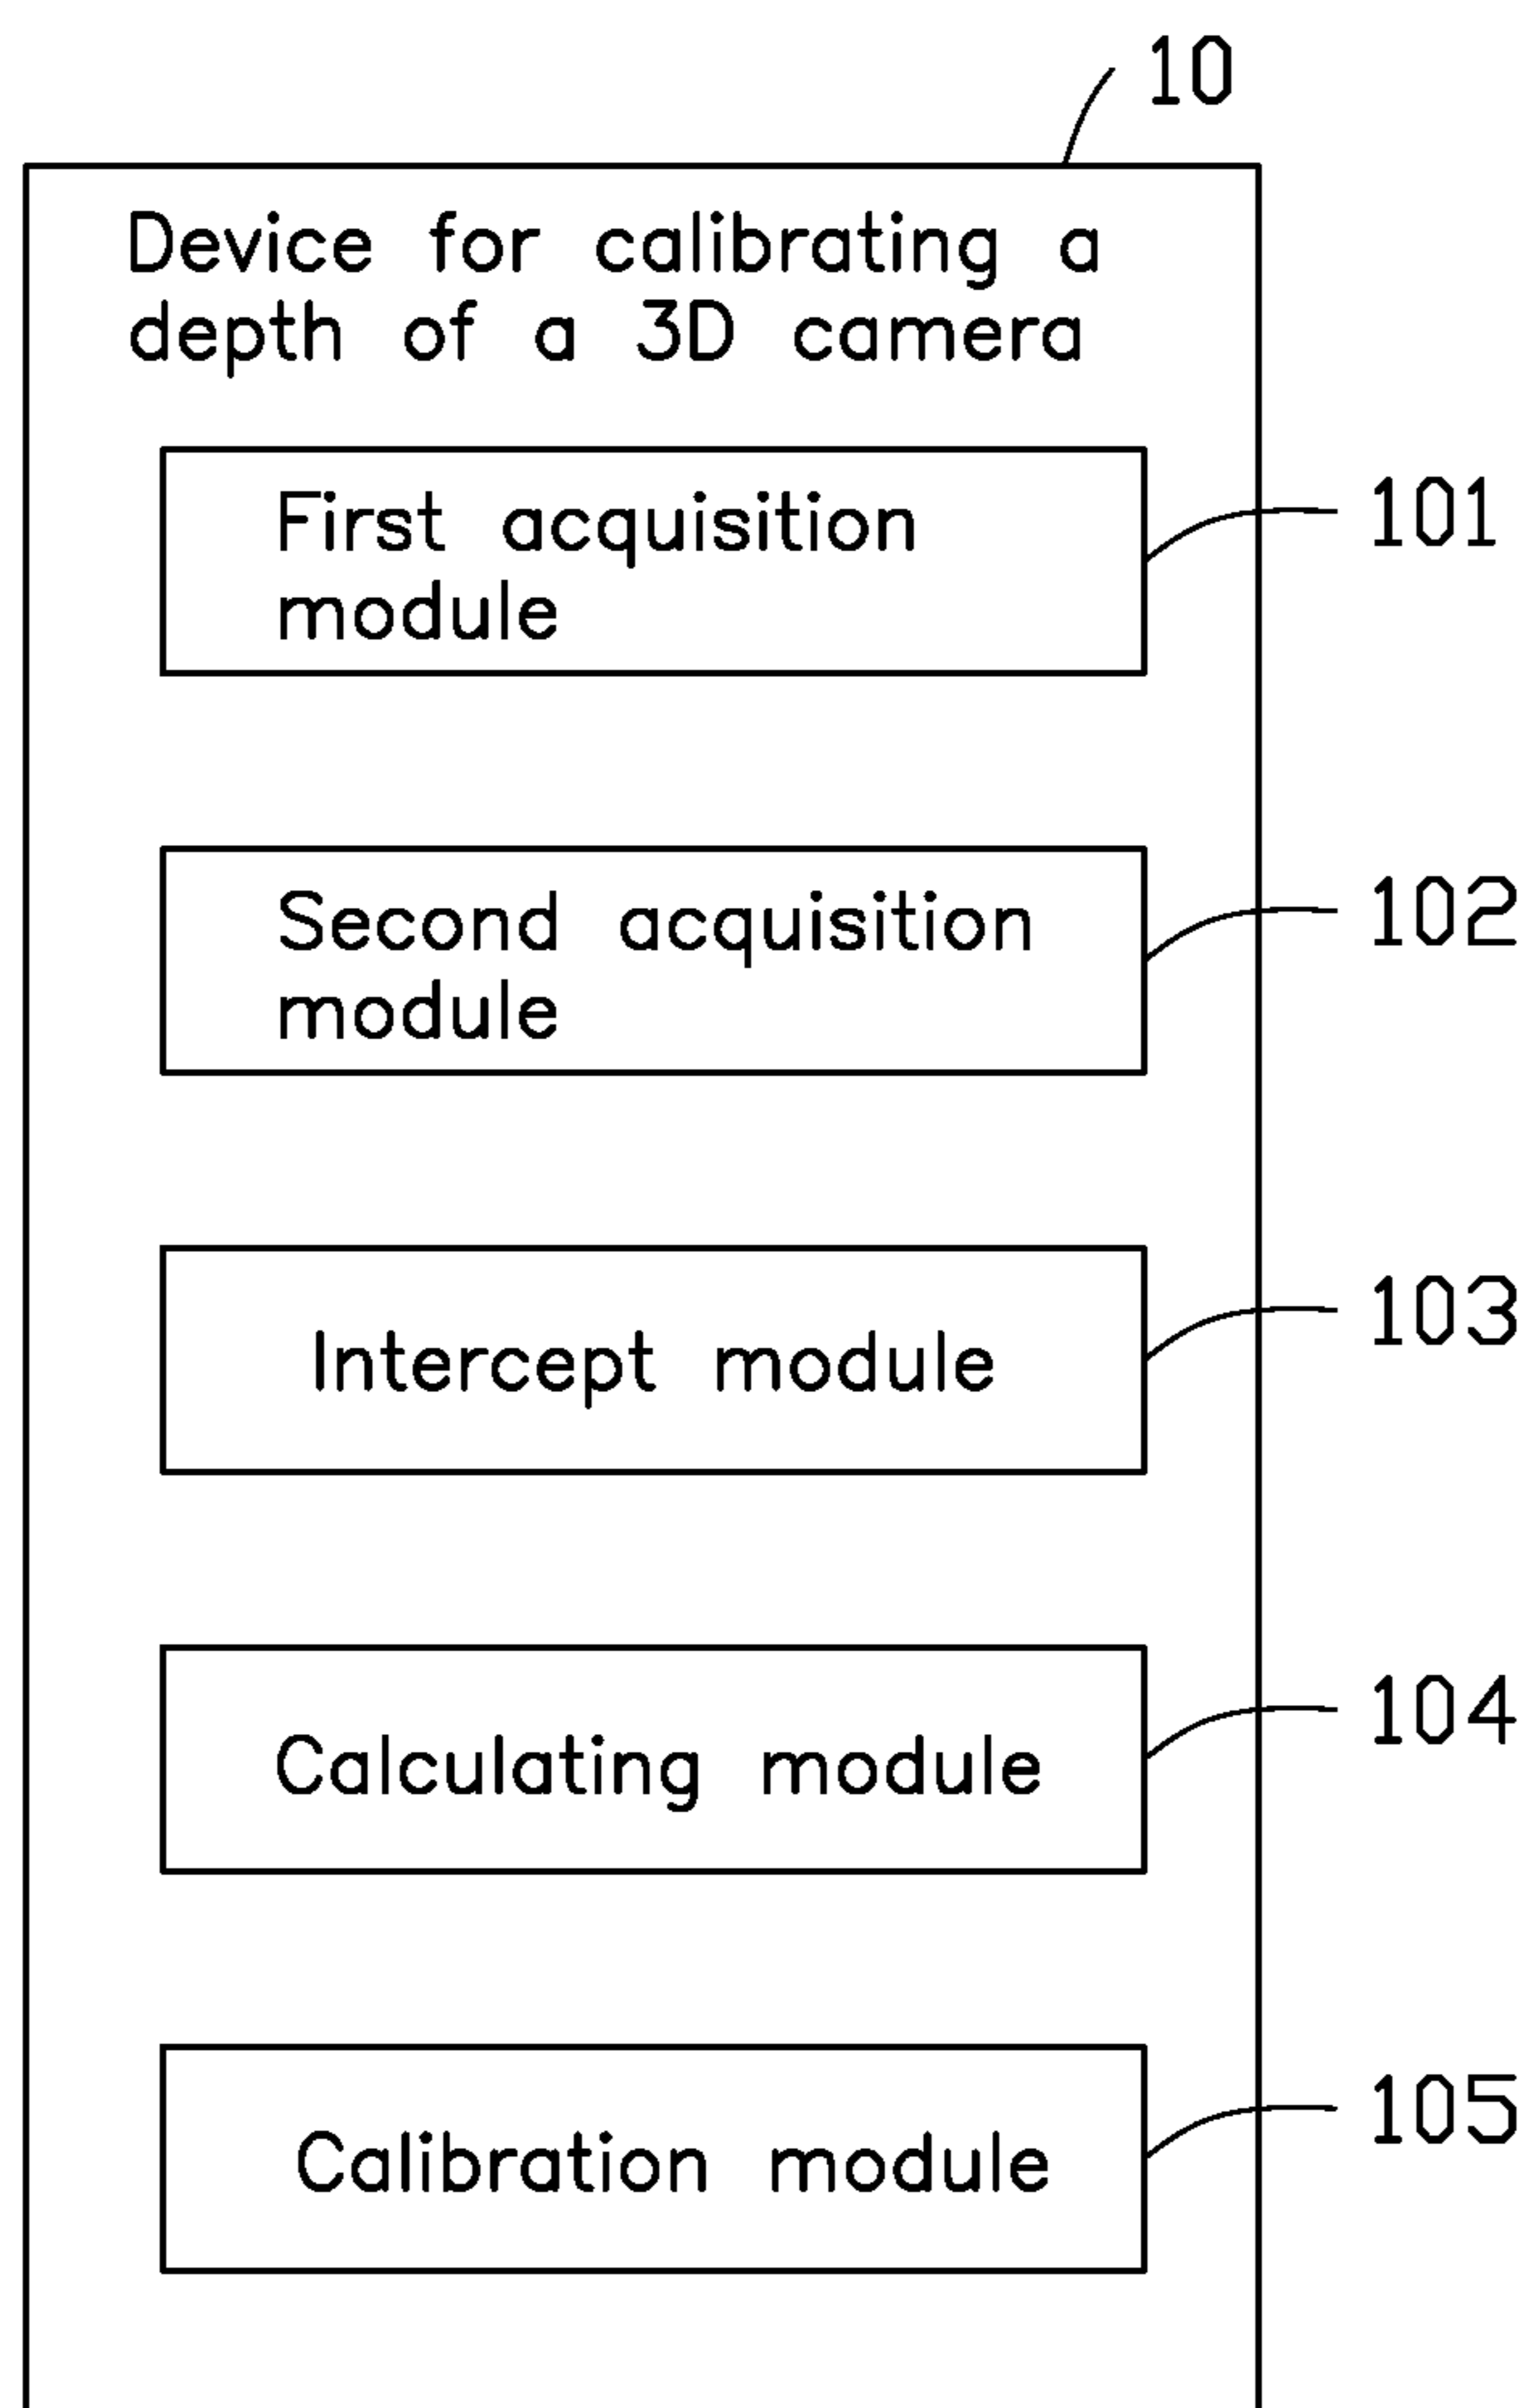 10
Device for calibrating a
depth of a 3D camera
First acquisition
module
101
Second acquisition
module
102
Intercept module
103
Calculating module
104
Calibration module
105